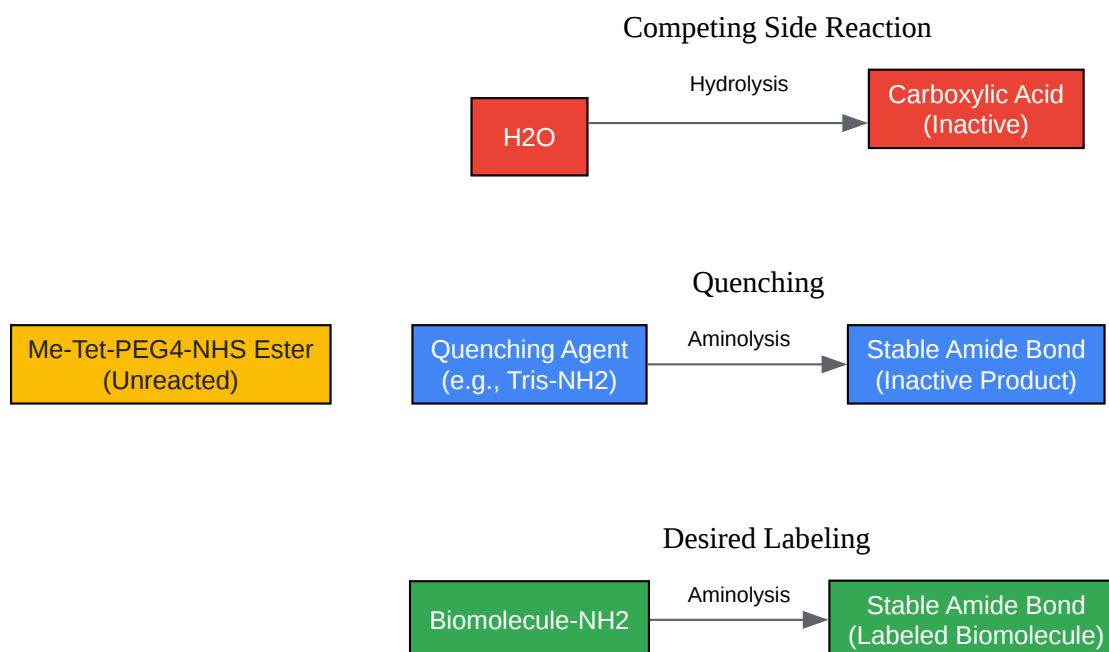 Competing Side Reaction
Hydrolysis
H2O
Carboxylic Acid
(Inactive)
Quenching
Me-Tet-PEG4-NHS Ester
(Unreacted)
Quenching Agent
(e.g., Tris-NH2)
Aminolysis
Stable Amide Bond
(Inactive Product)
Desired Labeling
Biomolecule-NH2
Aminolysis
Stable Amide Bond
(Labeled Biomolecule)